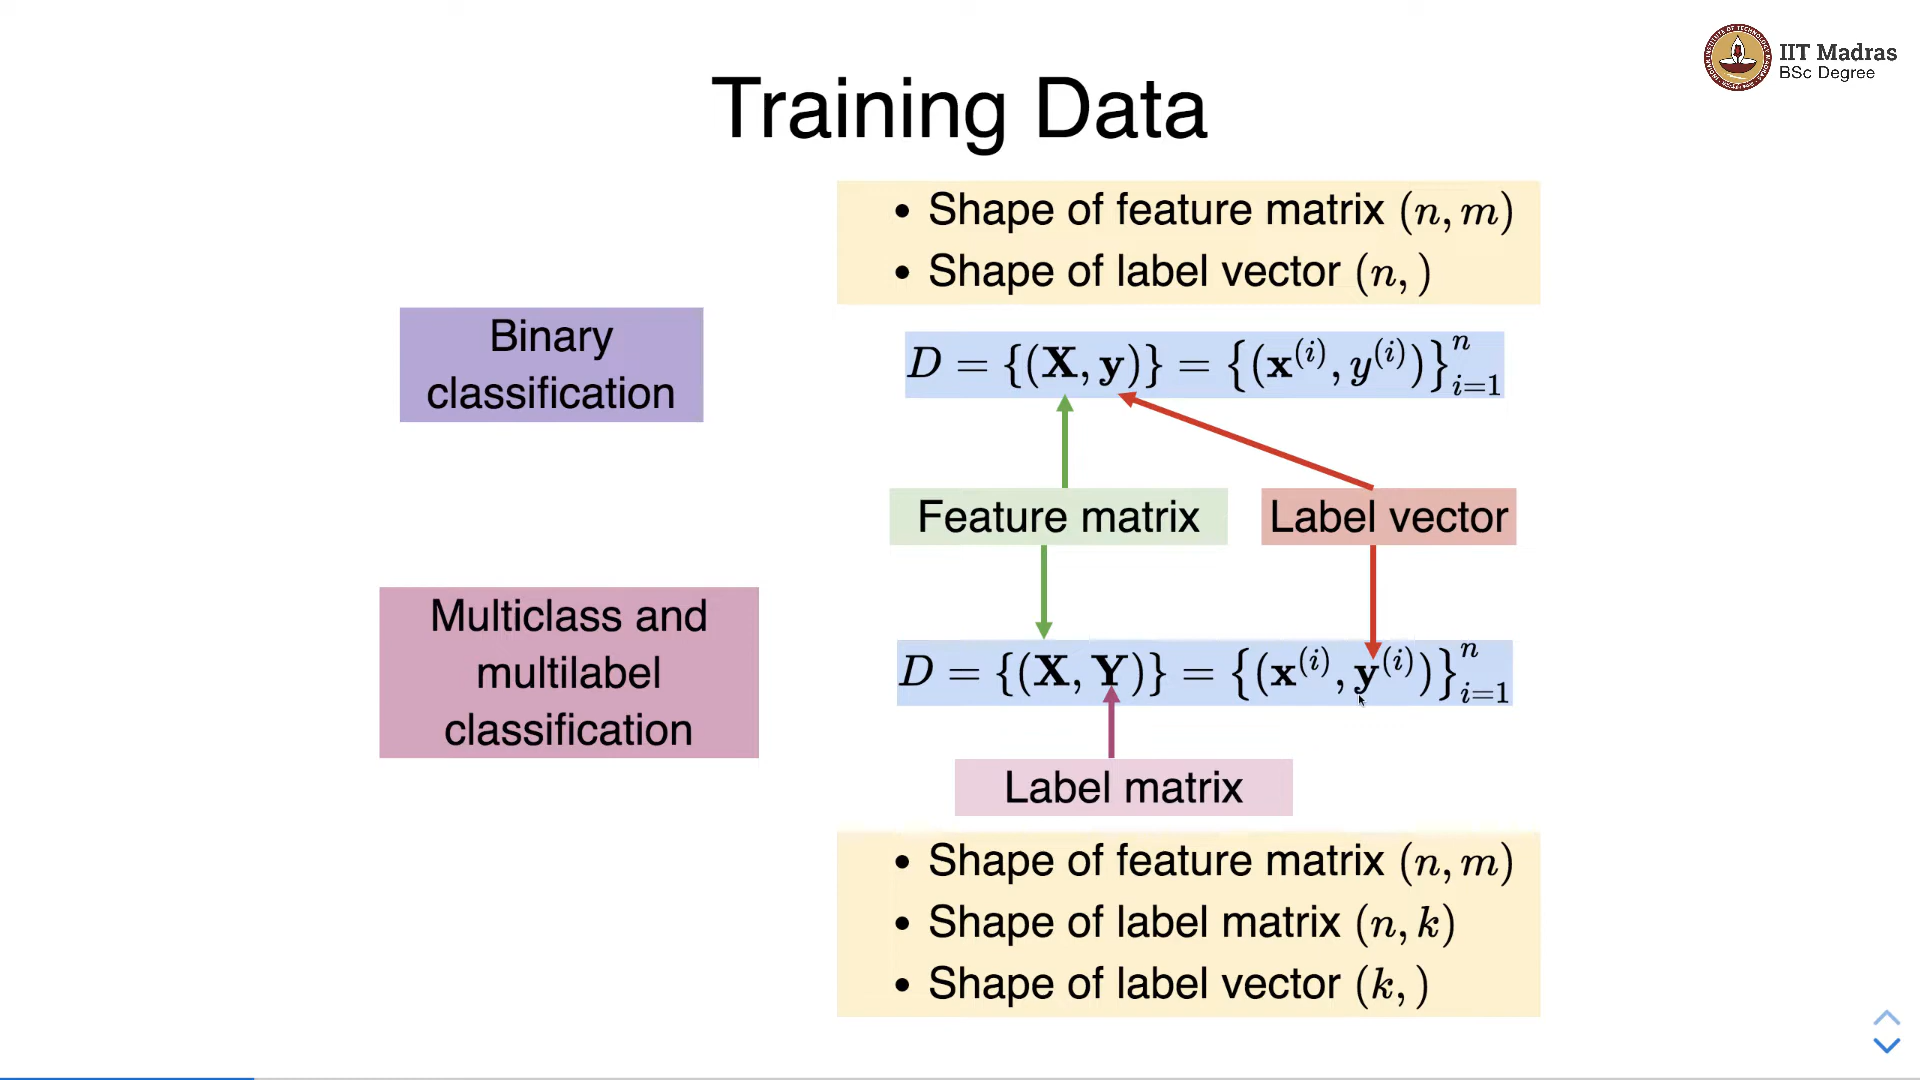 IIT Madras
BSc Degree
Training Data
• Shape of feature matrix (n, m)
• Shape of label vector (n, )
Binary
classification
D = {(X, y)} = {(x^(i), y^(i))}_{i=1}^n
Feature matrix
Label vector
Multiclass and
multilabel
classification
D = {(X, Y)} = {(x^(i), y^(i))}_{i=1}^n
Label matrix
• Shape of feature matrix (n, m)
• Shape of label matrix (n, k)
• Shape of label vector (k, )